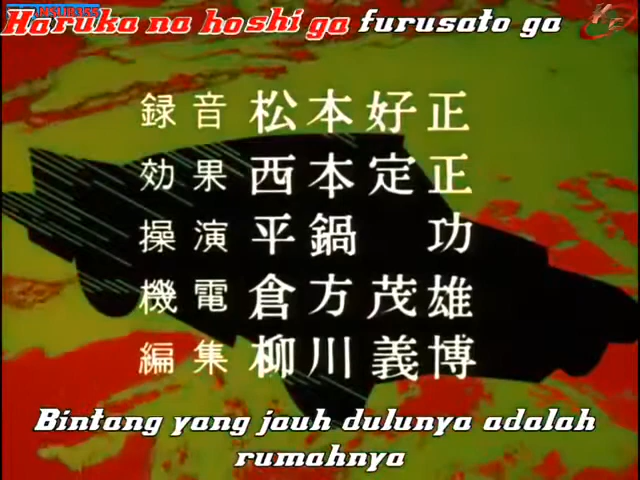 Haruka na hoshi ga furusato ga
録音 松本好正
効果 西本定正
操演 平鍋 功
機電 倉方茂雄
編集 柳川義博
Bintang yang jauh dulunya adalah
rumahnya